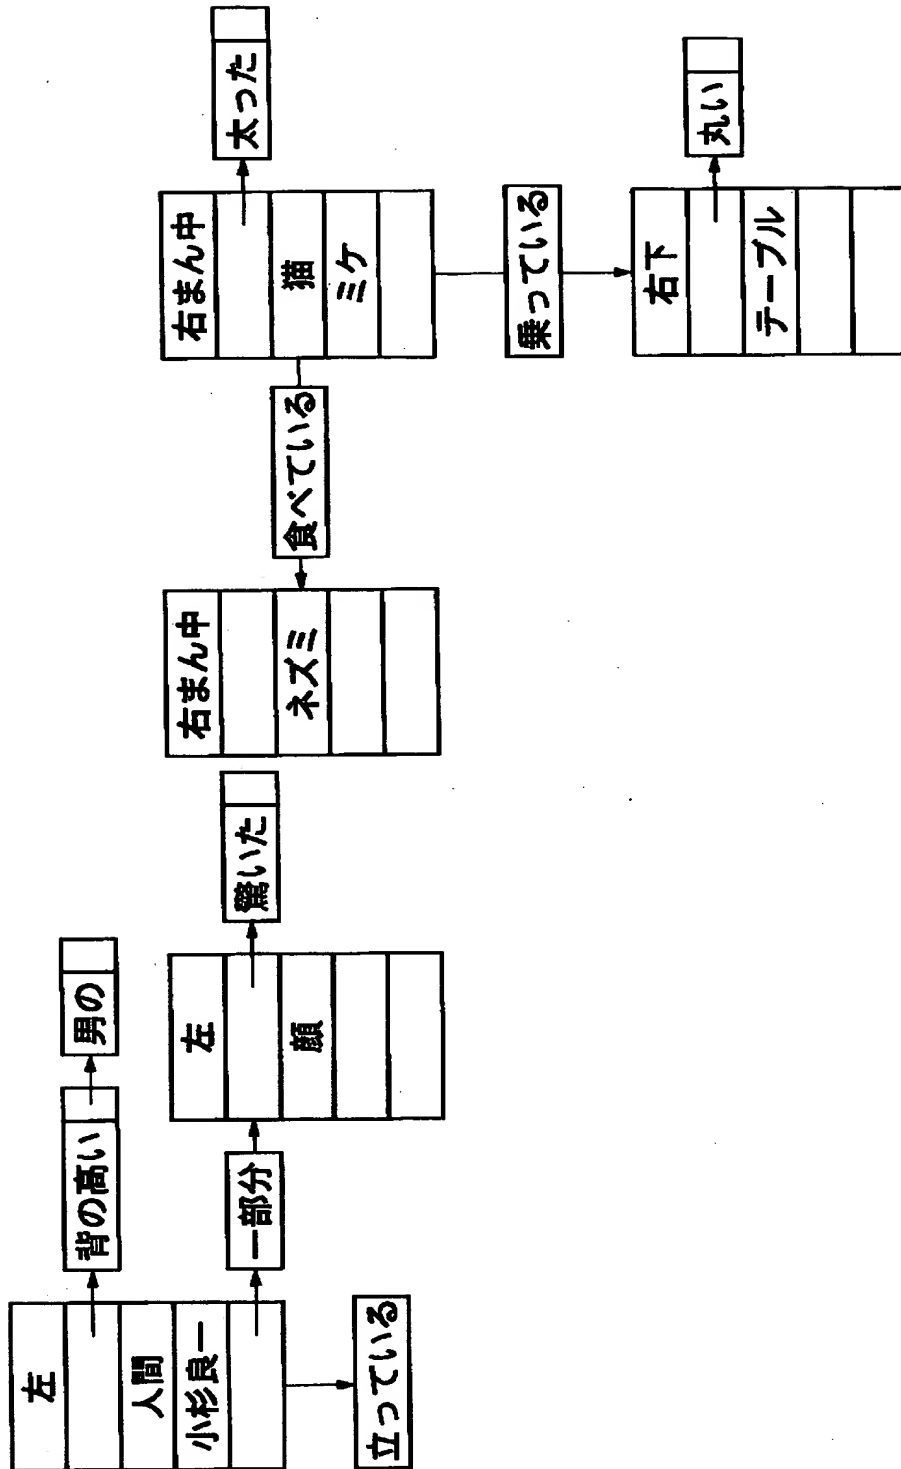 左
人間
小杉良一
背の高い
男の
一部分
立っている
左
顔
驚いた
右まん中
ネズミ
食べている
右まん中
猫
ミケ
太った
乗っている
右下
テーブル
丸い